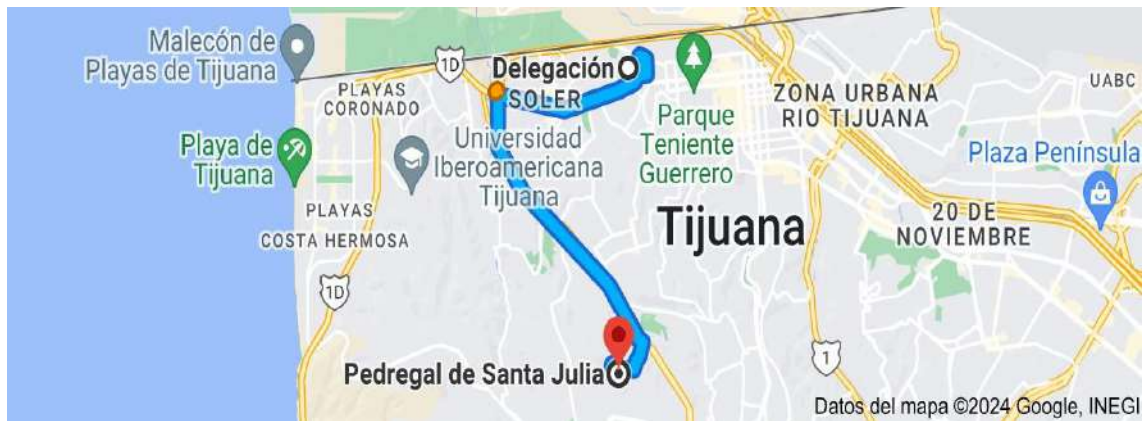 Malecón de
Playas de Tijuana
1D
Delegación
SOLER
PLAYAS
CORONADO
Playa de
Tijuana
Universidad
Iberoamericana
Tijuana
Parque
Teniente
Guerrero
ZONA URBANA
RIO TIJUANA
UABC
Plaza Península
PLAYAS
COSTA HERMOSA
Tijuana
20 DE
NOVIEMBRE
1D
1
Pedregal de Santa Julia
Datos del mapa ©2024 Google, INEGI